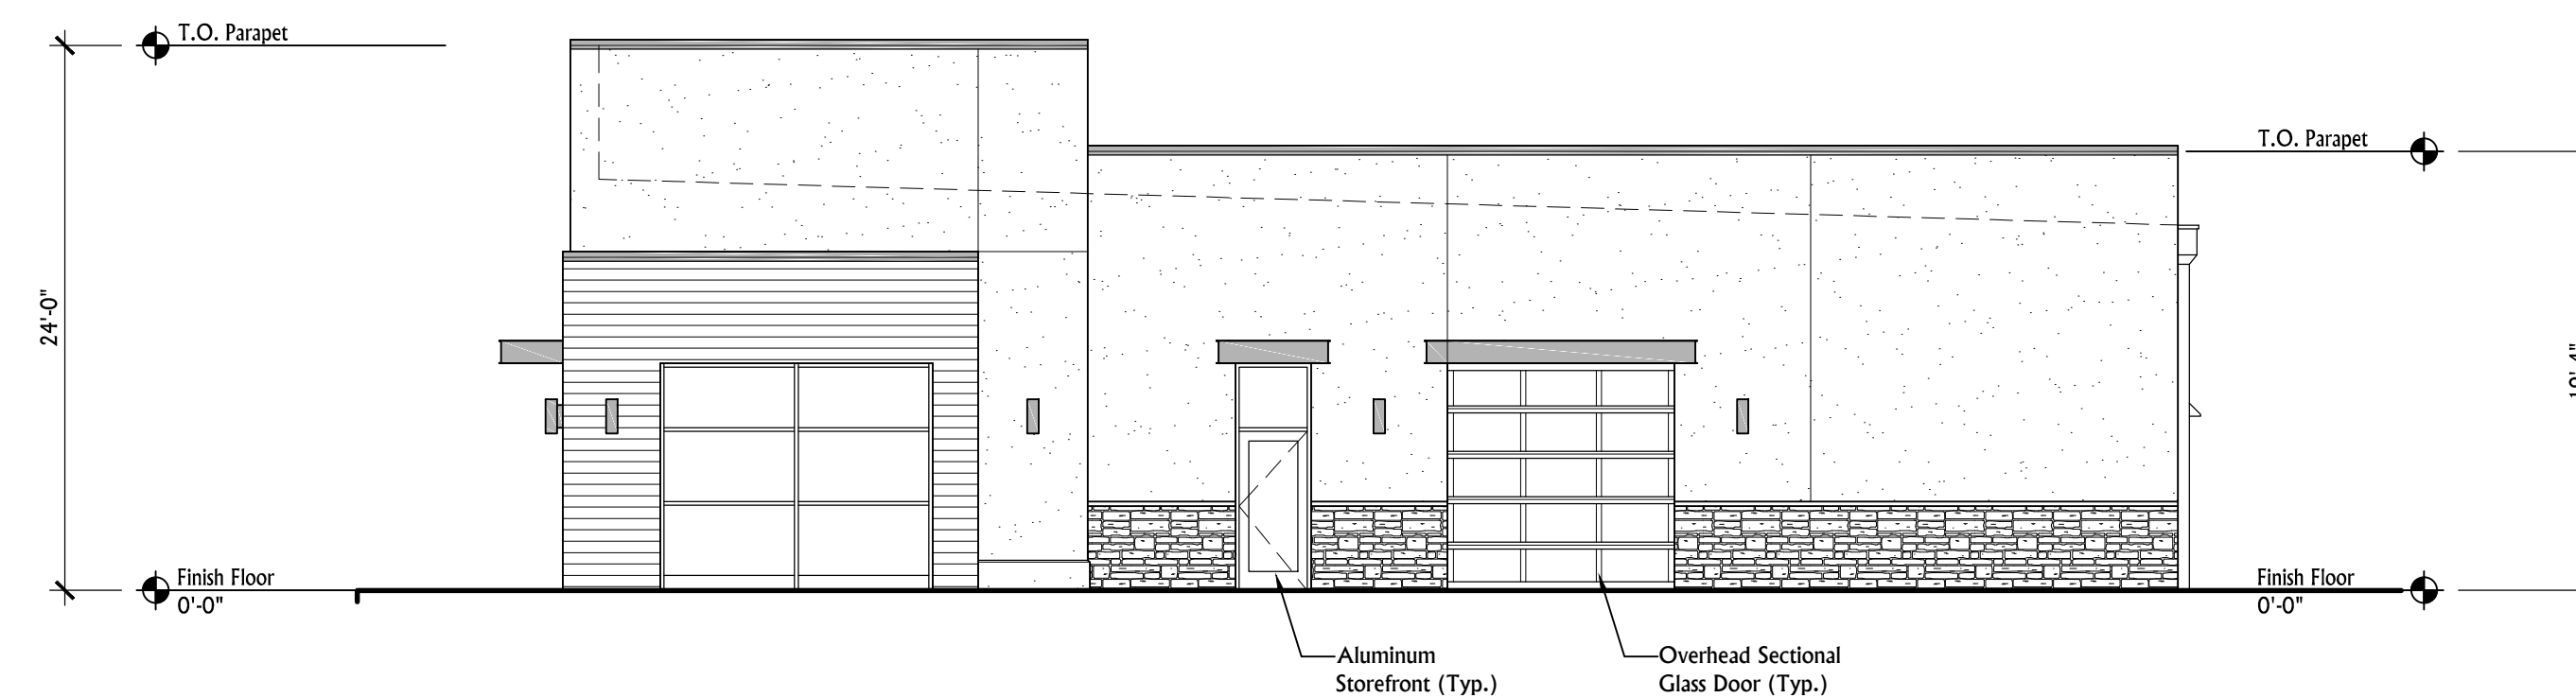 T.O. Parapet
T.O. Parapet
24'-0"
Finish Floor
0'-0"
Finish Floor
0'-0"
Aluminum
Storefront (Typ.)
Overhead Sectional
Glass Door (Typ.)